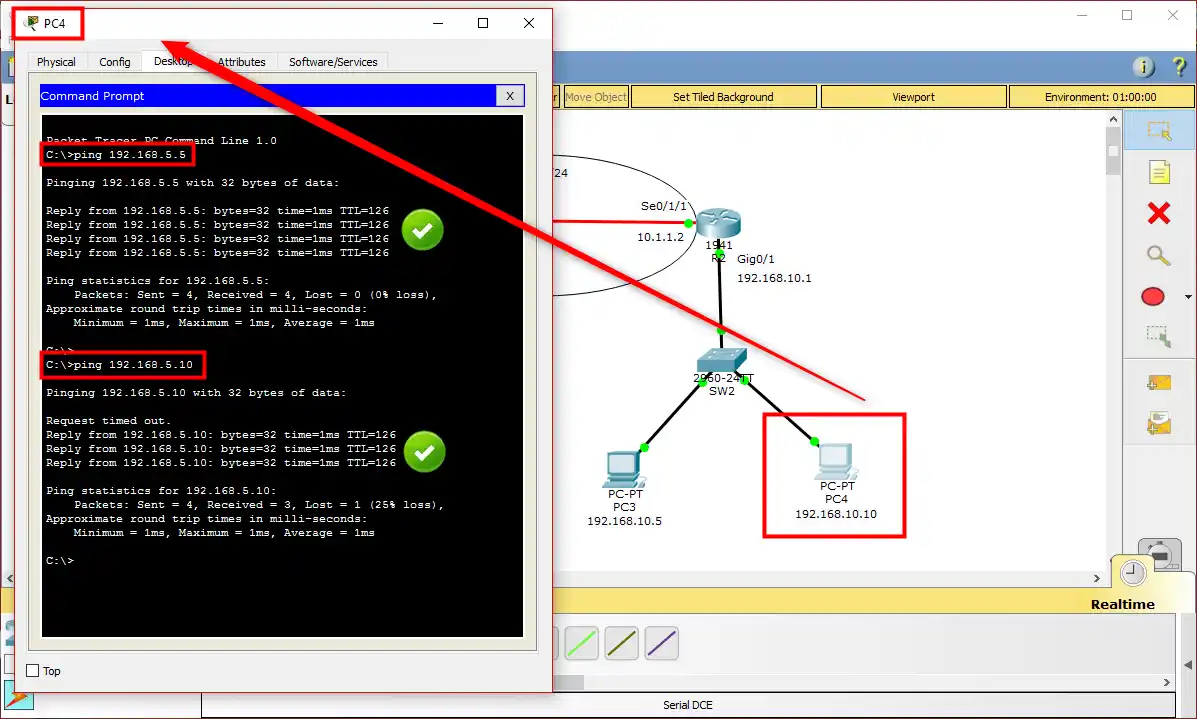 PC4
Physical
Config
Desktop
Attributes
Software/Services
Command Prompt
X
Packet Tracer PC Command Line 1.0
C:\>ping 192.168.5.5
Pinging 192.168.5.5 with 32 bytes of data:
Reply from 192.168.5.5: bytes=32 time=1ms TTL=126
Reply from 192.168.5.5: bytes=32 time=1ms TTL=126
Reply from 192.168.5.5: bytes=32 time=1ms TTL=126
Reply from 192.168.5.5: bytes=32 time=1ms TTL=126
Ping statistics for 192.168.5.5:
Packets: Sent = 4, Received = 4, Lost = 0 (0% loss),
Approximate round trip times in milli-seconds:
Minimum = 1ms, Maximum = 1ms, Average = 1ms
C:\>
C:\>ping 192.168.5.10
Pinging 192.168.5.10 with 32 bytes of data:
Request timed out.
Reply from 192.168.5.10: bytes=32 time=1ms TTL=126
Reply from 192.168.5.10: bytes=32 time=1ms TTL=126
Reply from 192.168.5.10: bytes=32 time=1ms TTL=126
Ping statistics for 192.168.5.10:
Packets: Sent = 4, Received = 3, Lost = 1 (25% loss),
Approximate round trip times in milli-seconds:
Minimum = 1ms, Maximum = 1ms, Average = 1ms
C:\>
Top
Move Object
Set Tiled Background
Viewport
Environment: 01:00:00
24
Se0/1/1
10.1.1.2
1941
R2
Gig0/1
192.168.10.1
2960-24TT
SW2
PC-PT
PC3
192.168.10.5
PC-PT
PC4
192.168.10.10
Realtime
Serial DCE